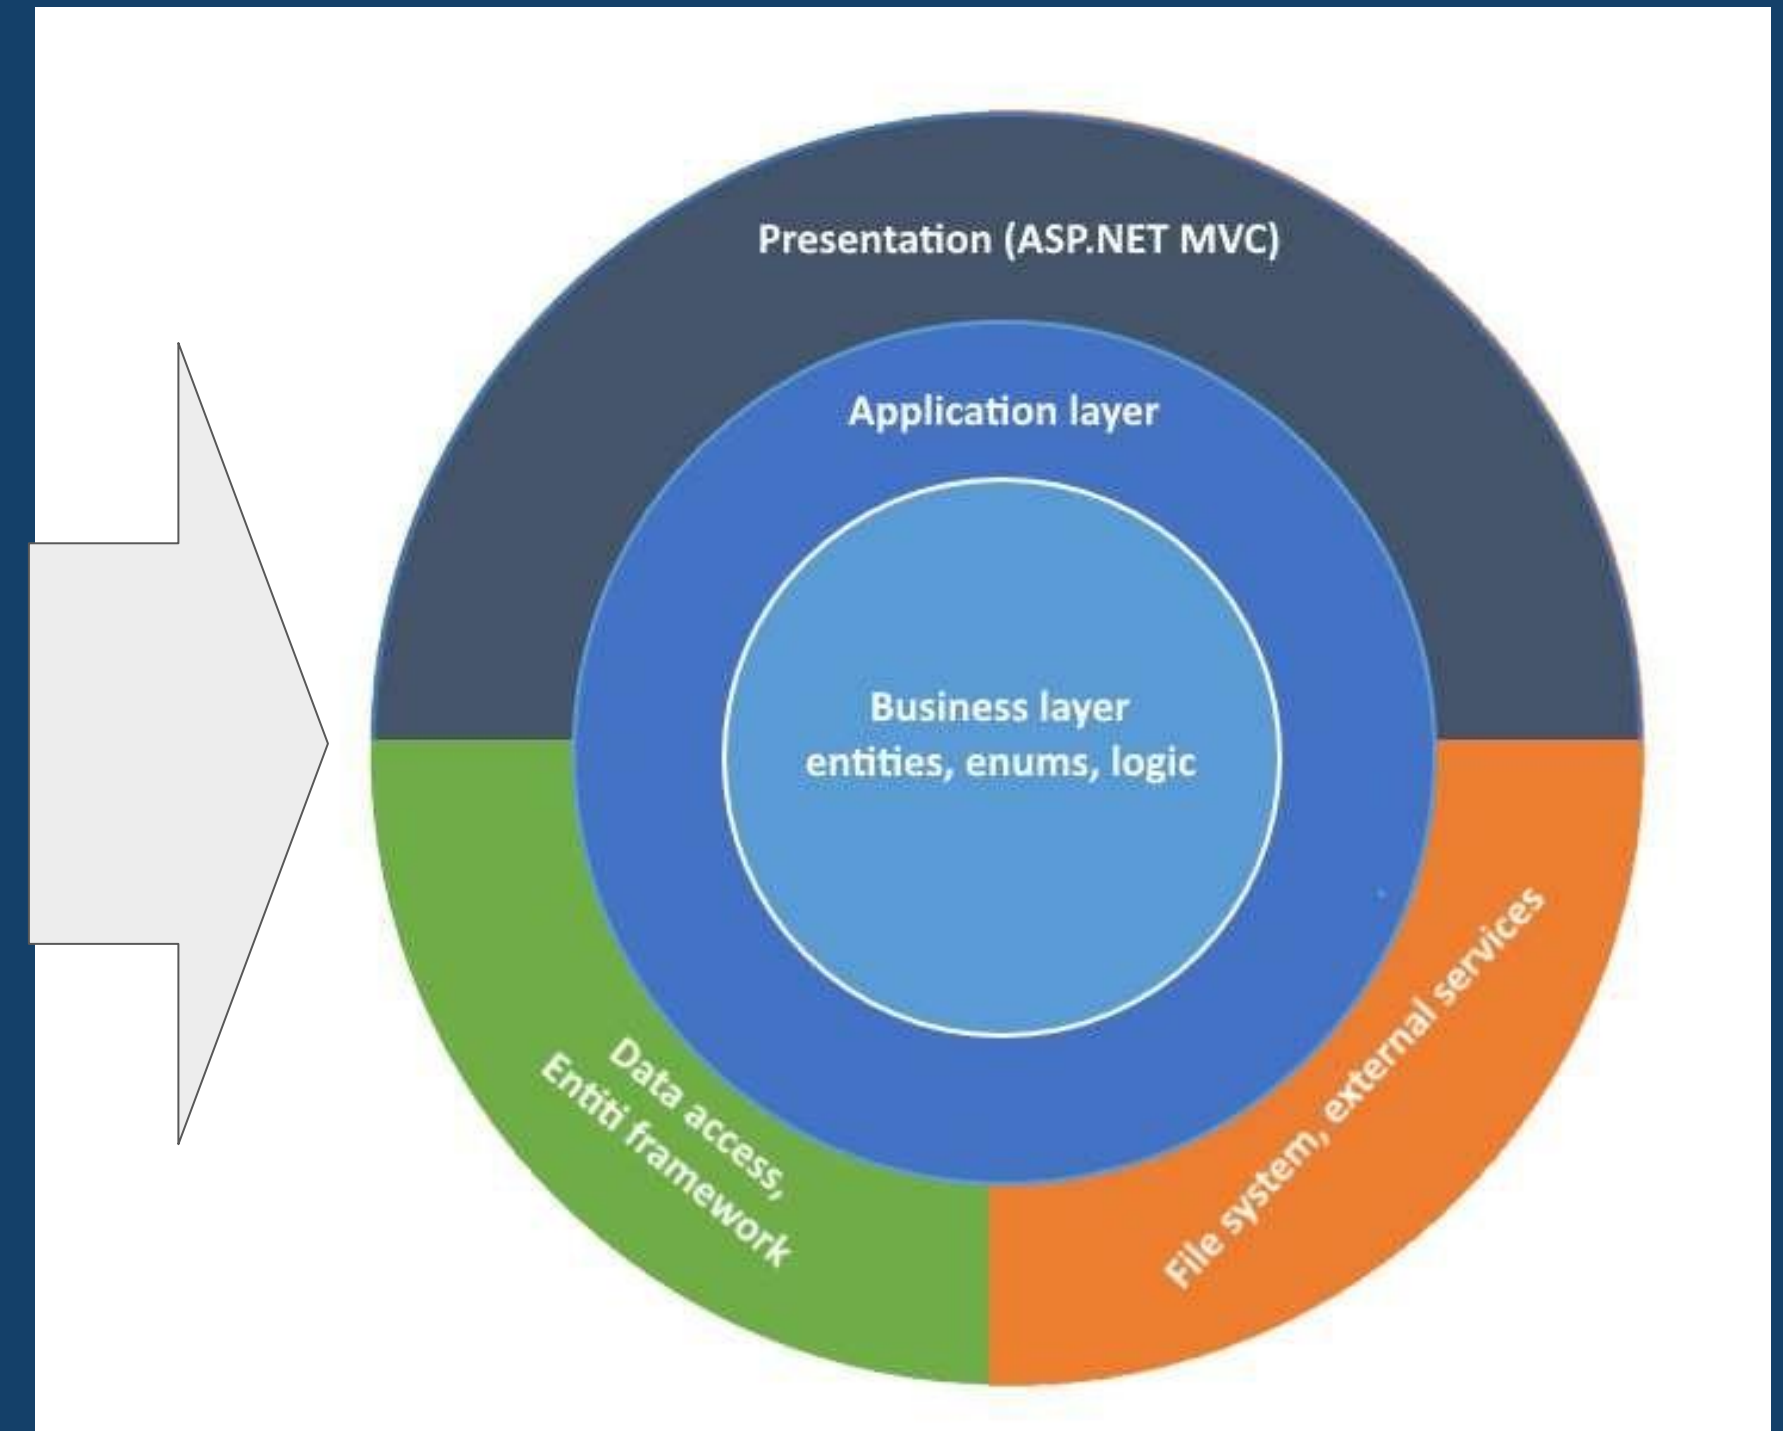 Presentation (ASP.NET MVC)
Application layer
Business layer
entities, enums, logic
Data access,
Entiti framework
File system, external services